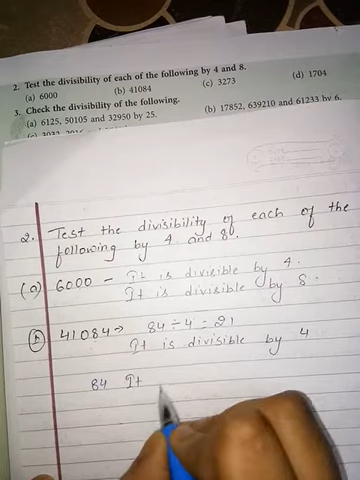 2. Test the divisibility of each of the following by 4 and 8.
(a) 6000 (b) 41084 (c) 3273 (d) 1704
3. Check the divisibility of the following.
(a) 6125, 50105 and 32950 by 25. (b) 17852, 639210 and 61233 by 6.
2. Test the divisibility of each of the
following by 4 and 8.
(a) 6000 - It is divisible by 4.
It is divisible by 8.
(b) 41084 → 84 ÷ 4 = 21
It is divisible by 4
84 It